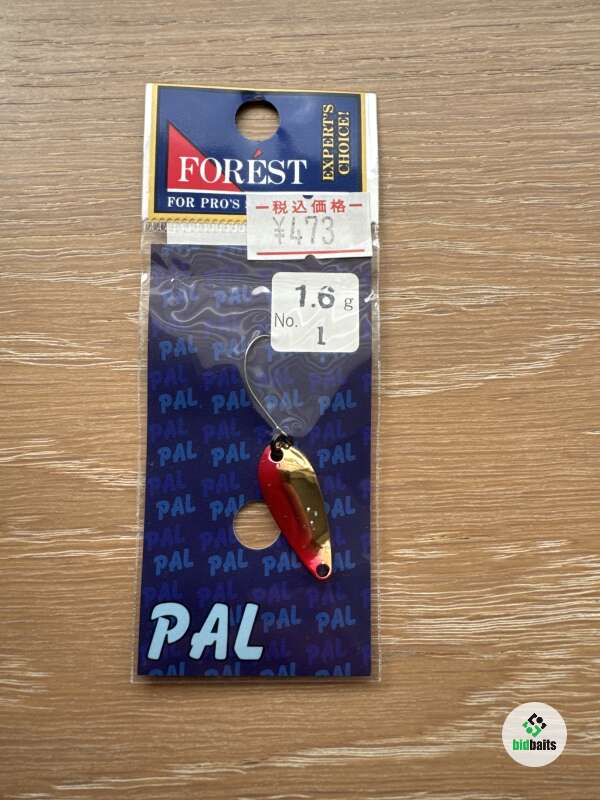 FORÉST
EXPERT'S
CHOICE!
FOR PRO'S
税込価格
¥473
1.6 g
No. 1
PAL
bidbaits